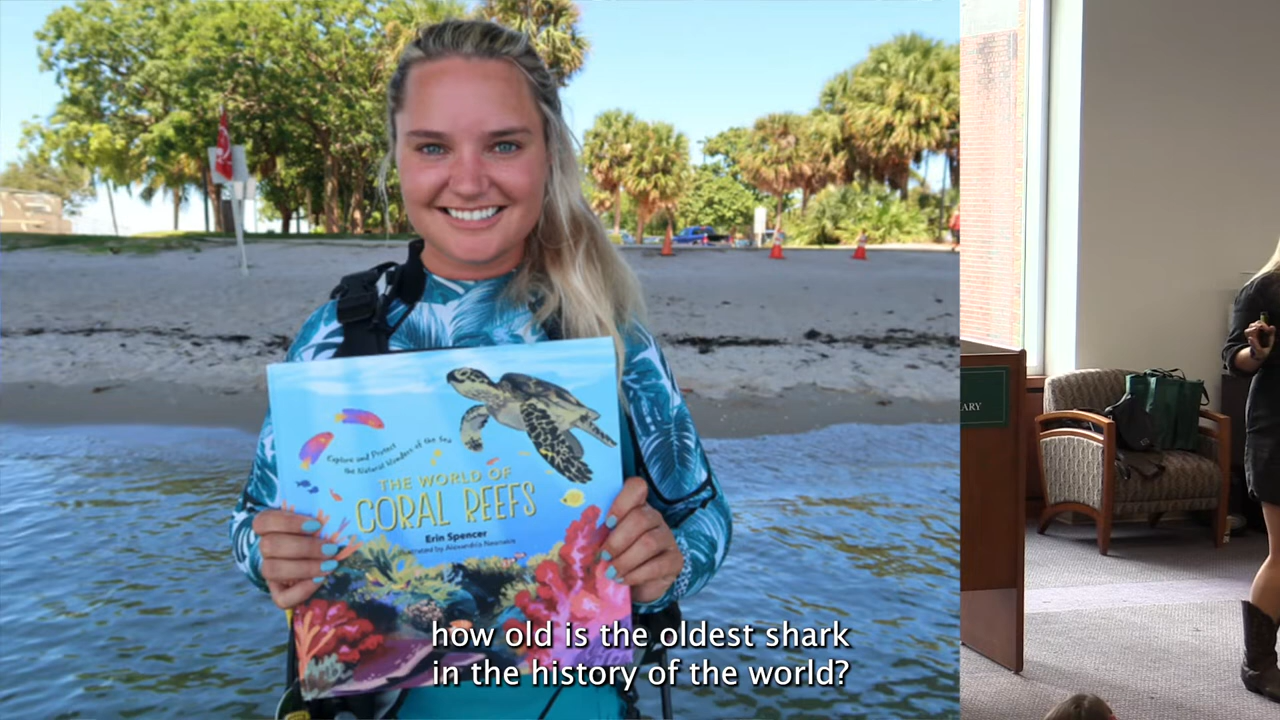 Explore and Protect
the Natural Wonders of the Sea
THE WORLD OF
CORAL REEFS
Erin Spencer
Illustrated by Alexandria Neonakis
ARY
how old is the oldest shark
in the history of the world?